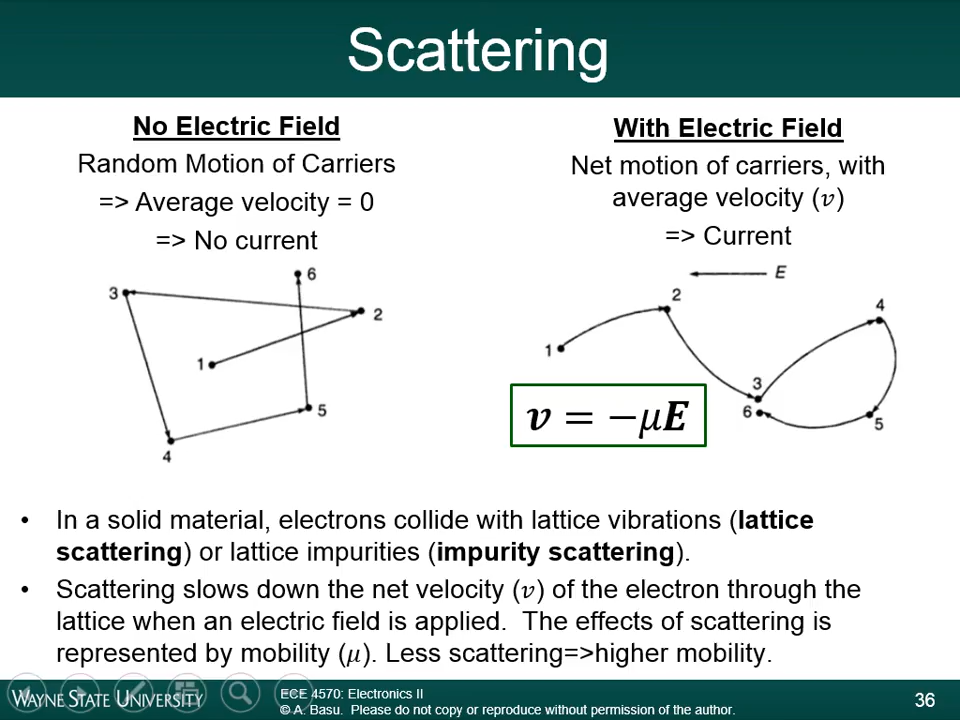 Scattering
No Electric Field
Random Motion of Carriers
=> Average velocity = 0
=> No current
With Electric Field
Net motion of carriers, with
average velocity (v)
=> Current
3
6
2
1
5
4
E
2
4
1
3
6
5
v = −μE
• In a solid material, electrons collide with lattice vibrations (lattice
scattering) or lattice impurities (impurity scattering).
• Scattering slows down the net velocity (v) of the electron through the
lattice when an electric field is applied.  The effects of scattering is
represented by mobility (μ). Less scattering=>higher mobility.
WAYNE STATE UNIVERSITY
ECE 4570: Electronics II
© A. Basu.  Please do not copy or reproduce without permission of the author.
36